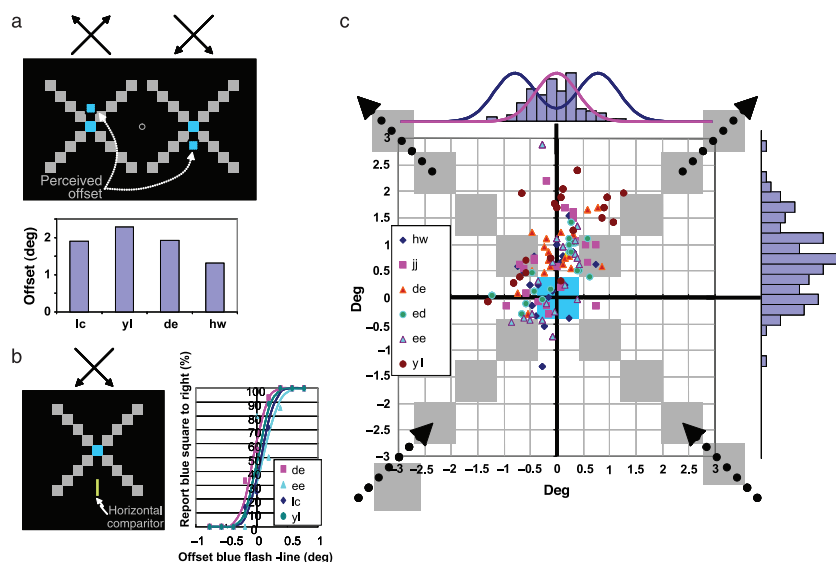 a
Perceived
offset
Offset (deg)
2
1
0
lc yl de hw
b
Horizontal
comparitor
Report blue square to right (%)
100
90
80
70
60
50
40
30
20
10
0
de
ee
lc
yl
−1 −0.5 0 0.5 1
Offset blue flash -line (deg)
c
Deg
3
2.5
2
1.5
1
0.5
0
−0.5
−1
−1.5
−2
−2.5
−3
hw
jj
de
ed
ee
yl
−3 −2.5 −2 −1.5 −1 −0.5 0 0.5 1 1.5 2 2.5 3
Deg